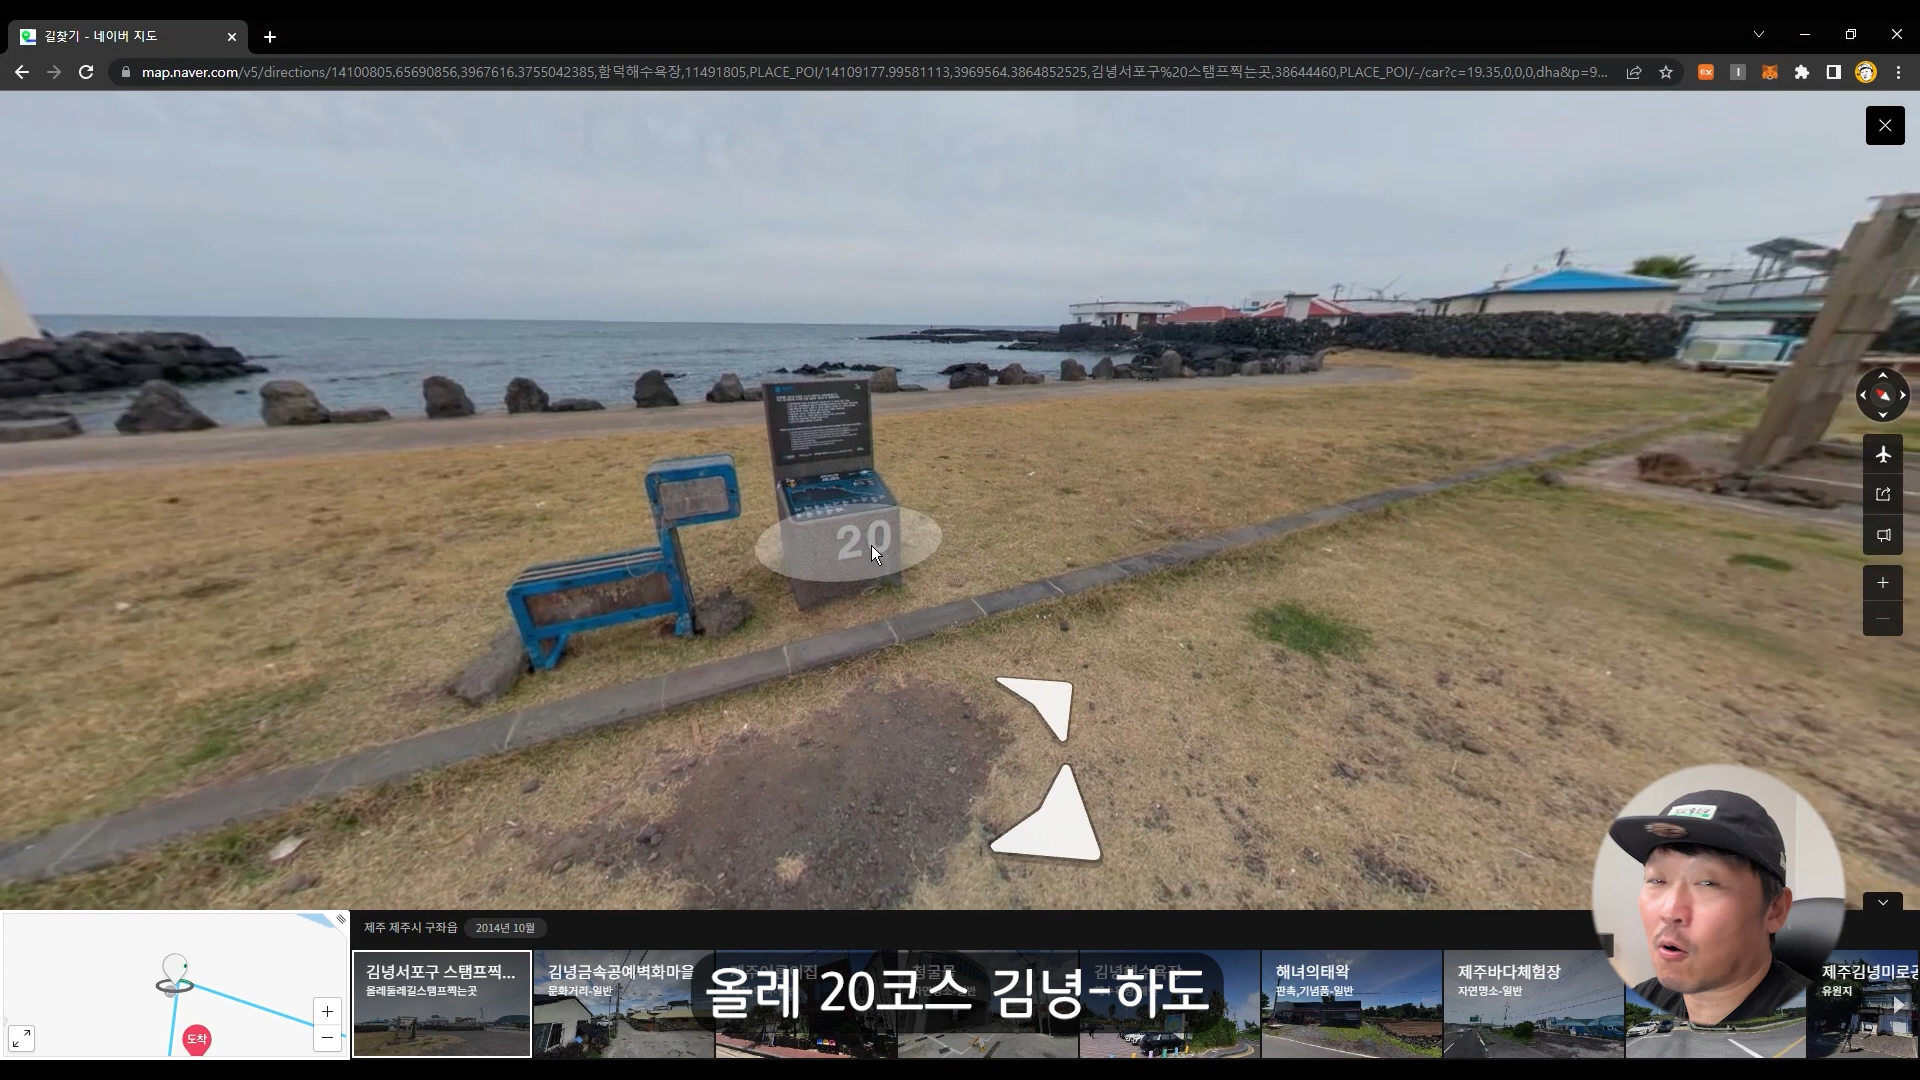 길찾기 - 네이버 지도
map.naver.com/v5/directions/14100805.65690856,3967616.3755042385,함덕해수욕장,11491805,PLACE_POI/14109177.99581113,3969564.3864852525,김녕서포구%20스탬프찍는곳,38644460,PLACE_POI/-/car?c=19.35,0,0,0,dha&p=9...
20
제주 제주시 구좌읍
2014년 10월
도착
김녕서포구 스탬프찍...
올레둘레길스탬프찍는곳
김녕금속공예벽화마을
문화거리-일반
해녀의태왁
판촉,기념품-일반
제주바다체험장
자연명소-일반
제주김녕미로공
유원지
올레 20코스 김녕-하도